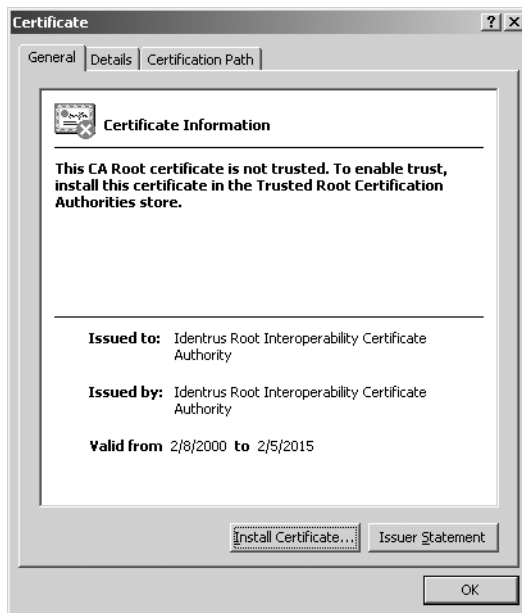 Certificate
General Details Certification Path
Certificate Information
This CA Root certificate is not trusted. To enable trust,
install this certificate in the Trusted Root Certification
Authorities store.
Issued to: Identrus Root Interoperability Certificate
Authority
Issued by: Identrus Root Interoperability Certificate
Authority
Valid from 2/8/2000 to 2/5/2015
Install Certificate... Issuer Statement
OK